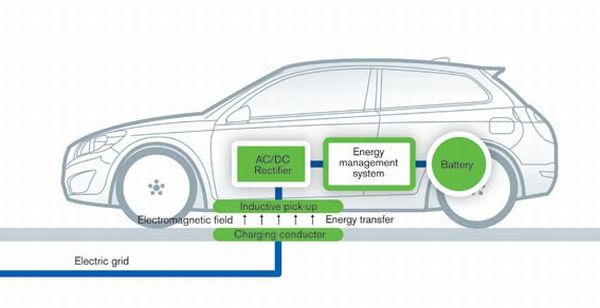 AC/DC
Rectifier
Energy
management
system
Battery
Inductive pick-up
Electromagnetic field
Energy transfer
Charging conductor
Electric grid